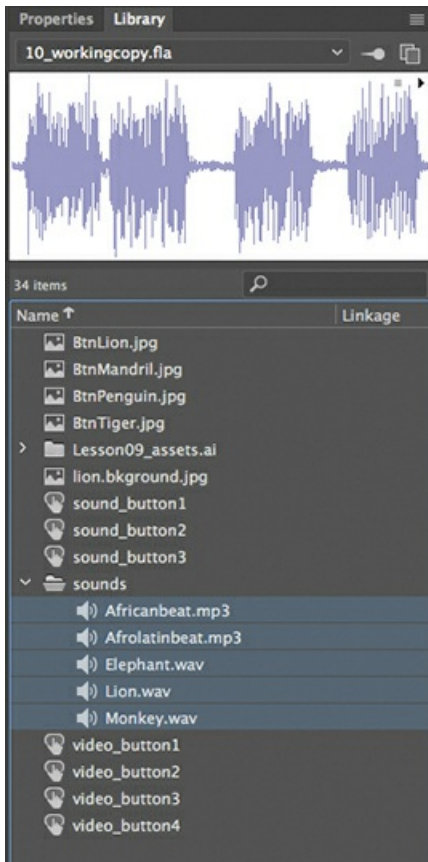 Properties Library
10_workingcopy.fla
34 items
Name Linkage
BtnLion.jpg
BtnMandril.jpg
BtnPenguin.jpg
BtnTiger.jpg
Lesson09_assets.ai
lion.bkground.jpg
sound_button1
sound_button2
sound_button3
sounds
Africanbeat.mp3
Afrolatinbeat.mp3
Elephant.wav
Lion.wav
Monkey.wav
video_button1
video_button2
video_button3
video_button4